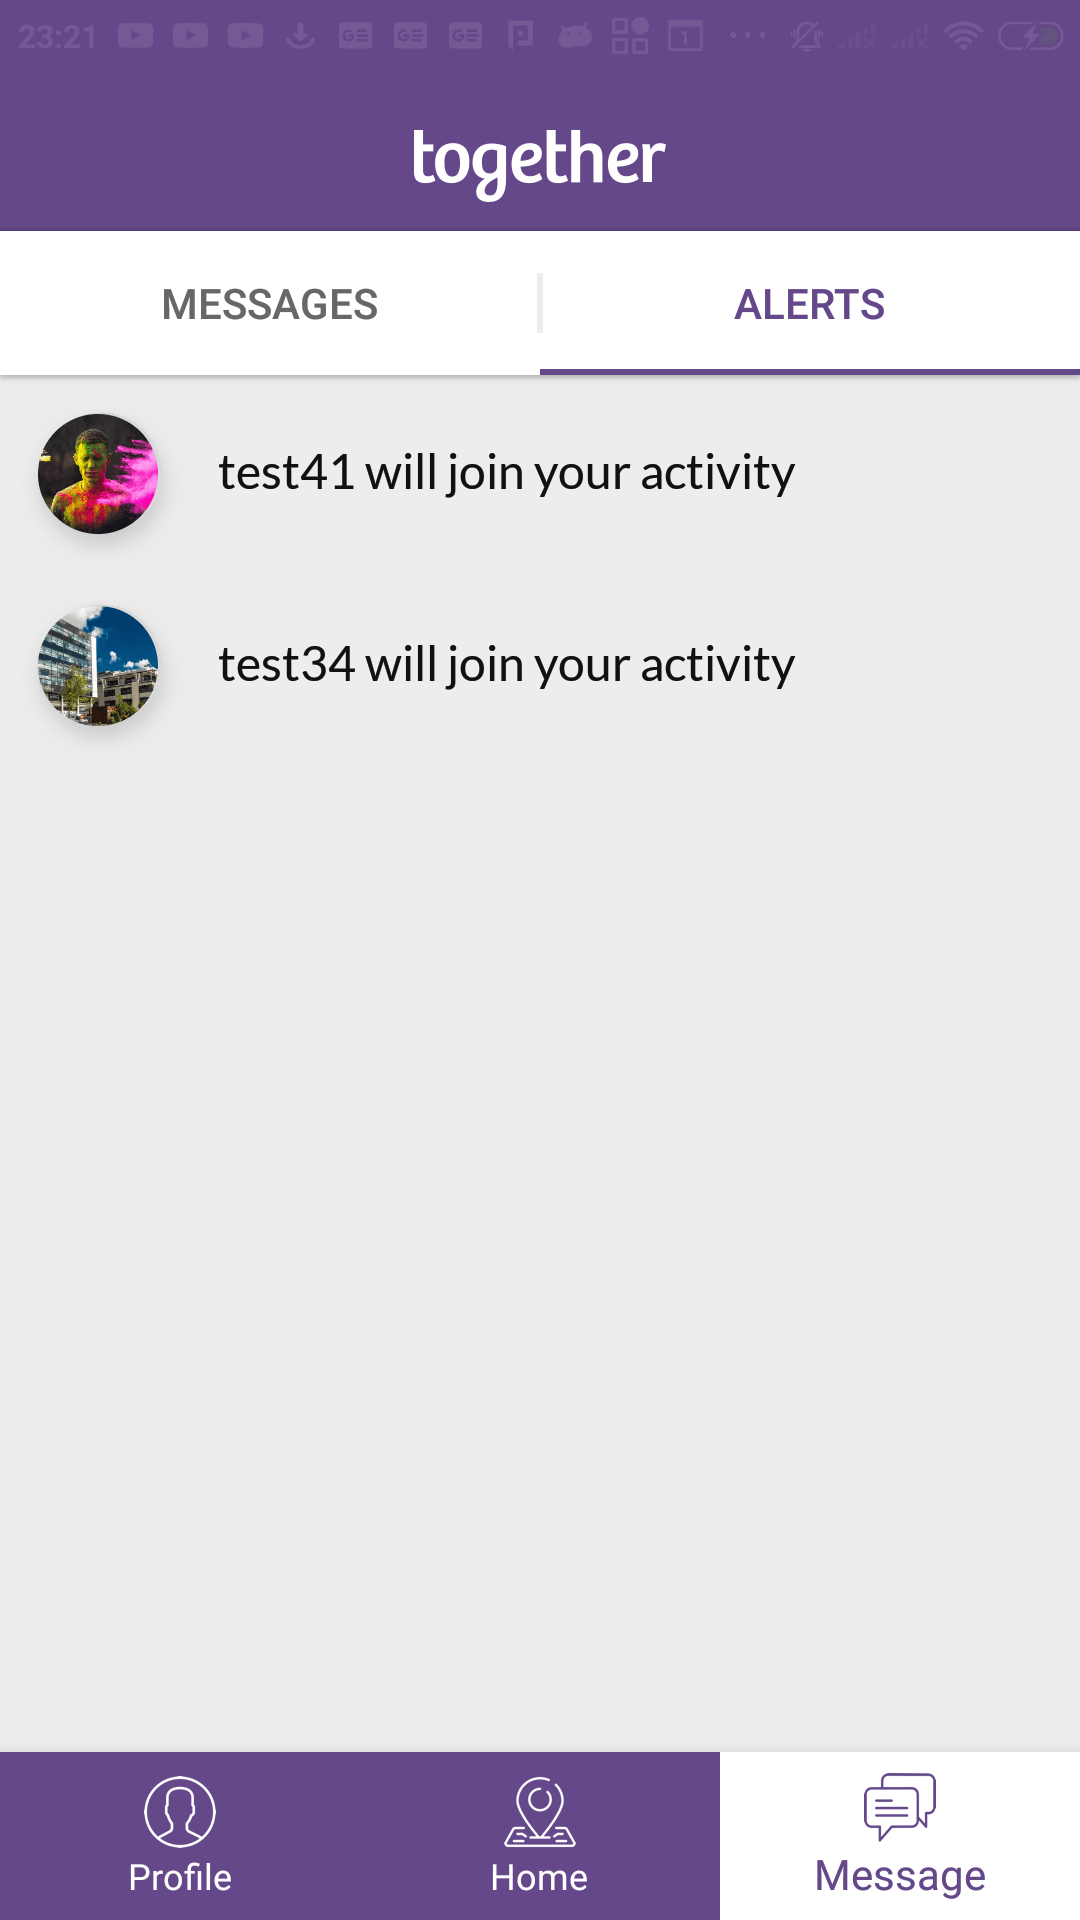 23:21
together
MESSAGES
ALERTS
test41 will join your activity
test34 will join your activity
Profile
Home
Message